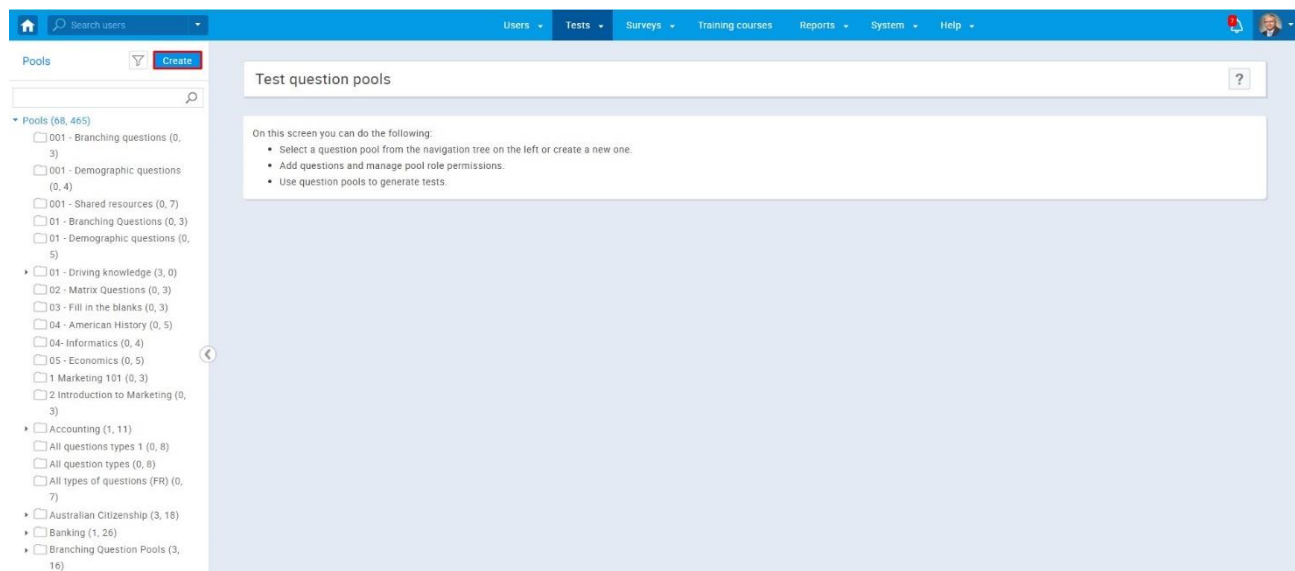 Search users
Users
Tests
Surveys
Training courses
Reports
System
Help
2
Pools
Create
Pools (68, 465)
001 - Branching questions (0,
3)
001 - Demographic questions
(0, 4)
001 - Shared resources (0, 7)
01 - Branching Questions (0, 3)
01 - Demographic questions (0,
5)
01 - Driving knowledge (3, 0)
02 - Matrix Questions (0, 3)
03 - Fill in the blanks (0, 3)
04 - American History (0, 5)
04- Informatics (0, 4)
05 - Economics (0, 5)
1 Marketing 101 (0, 3)
2 Introduction to Marketing (0,
3)
Accounting (1, 11)
All questions types 1 (0, 8)
All question types (0, 8)
All types of questions (FR) (0,
7)
Australian Citizenship (3, 18)
Banking (1, 26)
Branching Question Pools (3,
16)
Test question pools
?
On this screen you can do the following:
• Select a question pool from the navigation tree on the left or create a new one.
• Add questions and manage pool role permissions.
• Use question pools to generate tests.